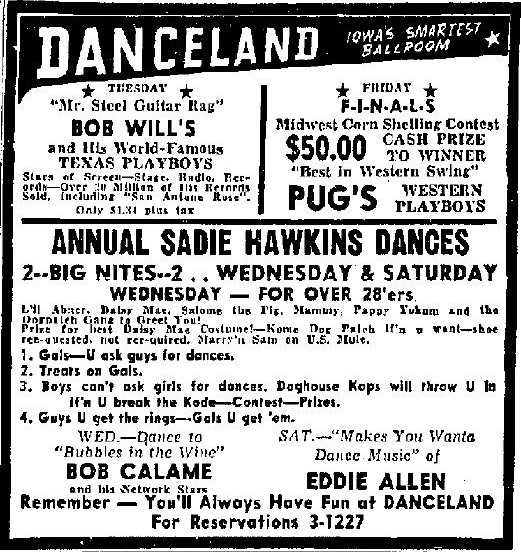 DANCELAND
IOWA'S SMARTEST
BALLROOM
TUESDAY
"Mr. Steel Guitar Rag"
BOB WILL'S
and His World-Famous
TEXAS PLAYBOYS
Stars of Screen—Stage, Radio, Rec-
ords—Over 20 Million of His Records
Sold, Including "San Antone Rose".
Only $1.34 plus tax
FRIDAY
F-I-N-A-L-S
Midwest Corn Shelling Contest
$50.00 CASH PRIZE
TO WINNER
"Best in Western Swing"
PUG'S WESTERN
PLAYBOYS
ANNUAL SADIE HAWKINS DANCES
2--BIG NITES--2 . . WEDNESDAY & SATURDAY
WEDNESDAY — FOR OVER 28'ers
L'il Abner, Daisy Mae, Salome the Pig, Mammy, Pappy Yokum and the
Dogpatch Gang to Greet You!
Prize for best Daisy Mae Costume!—Kome Dog Patch If'n u want—shoe
ree-quested, not rer-quired. Marry'n Sam on U.S. Mule.
1. Gals—U ask guys for dances.
2. Treats on Gals.
3. Boys can't ask girls for dances. Doghouse Kops will throw U in
if'n U break the Kode—Contest—Prizes.
4. Guys U get the rings—Gals U get 'em.
WED.—Dance to
"Bubbles in the Wine"
BOB CALAME
and his Network Stars
SAT.—"Makes You Wanta
Dance Music" of
EDDIE ALLEN
Remember — You'll Always Have Fun at DANCELAND
For Reservations 3-1227